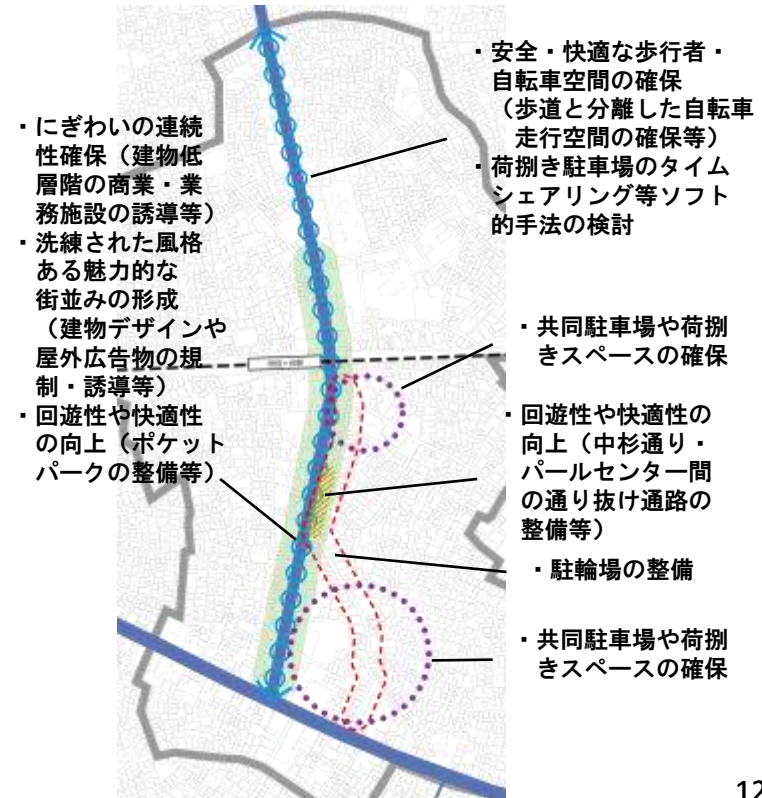 ・にぎわいの連続
性確保（建物低
層階の商業・業
務施設の誘導等）
・洗練された風格
ある魅力的な
街並みの形成
（建物デザインや
屋外広告物の規
制・誘導等）
・回遊性や快適性
の向上（ポケット
パークの整備等）
・安全・快適な歩行者・
自転車空間の確保
（歩道と分離した自転車
走行空間の確保等）
・荷捌き駐車場のタイム
シェアリング等ソフト
的手法の検討
・共同駐車場や荷捌
きスペースの確保
・回遊性や快適性の
向上（中杉通り・
パールセンター間
の通り抜け通路の
整備等）
・駐輪場の整備
・共同駐車場や荷捌
きスペースの確保
12